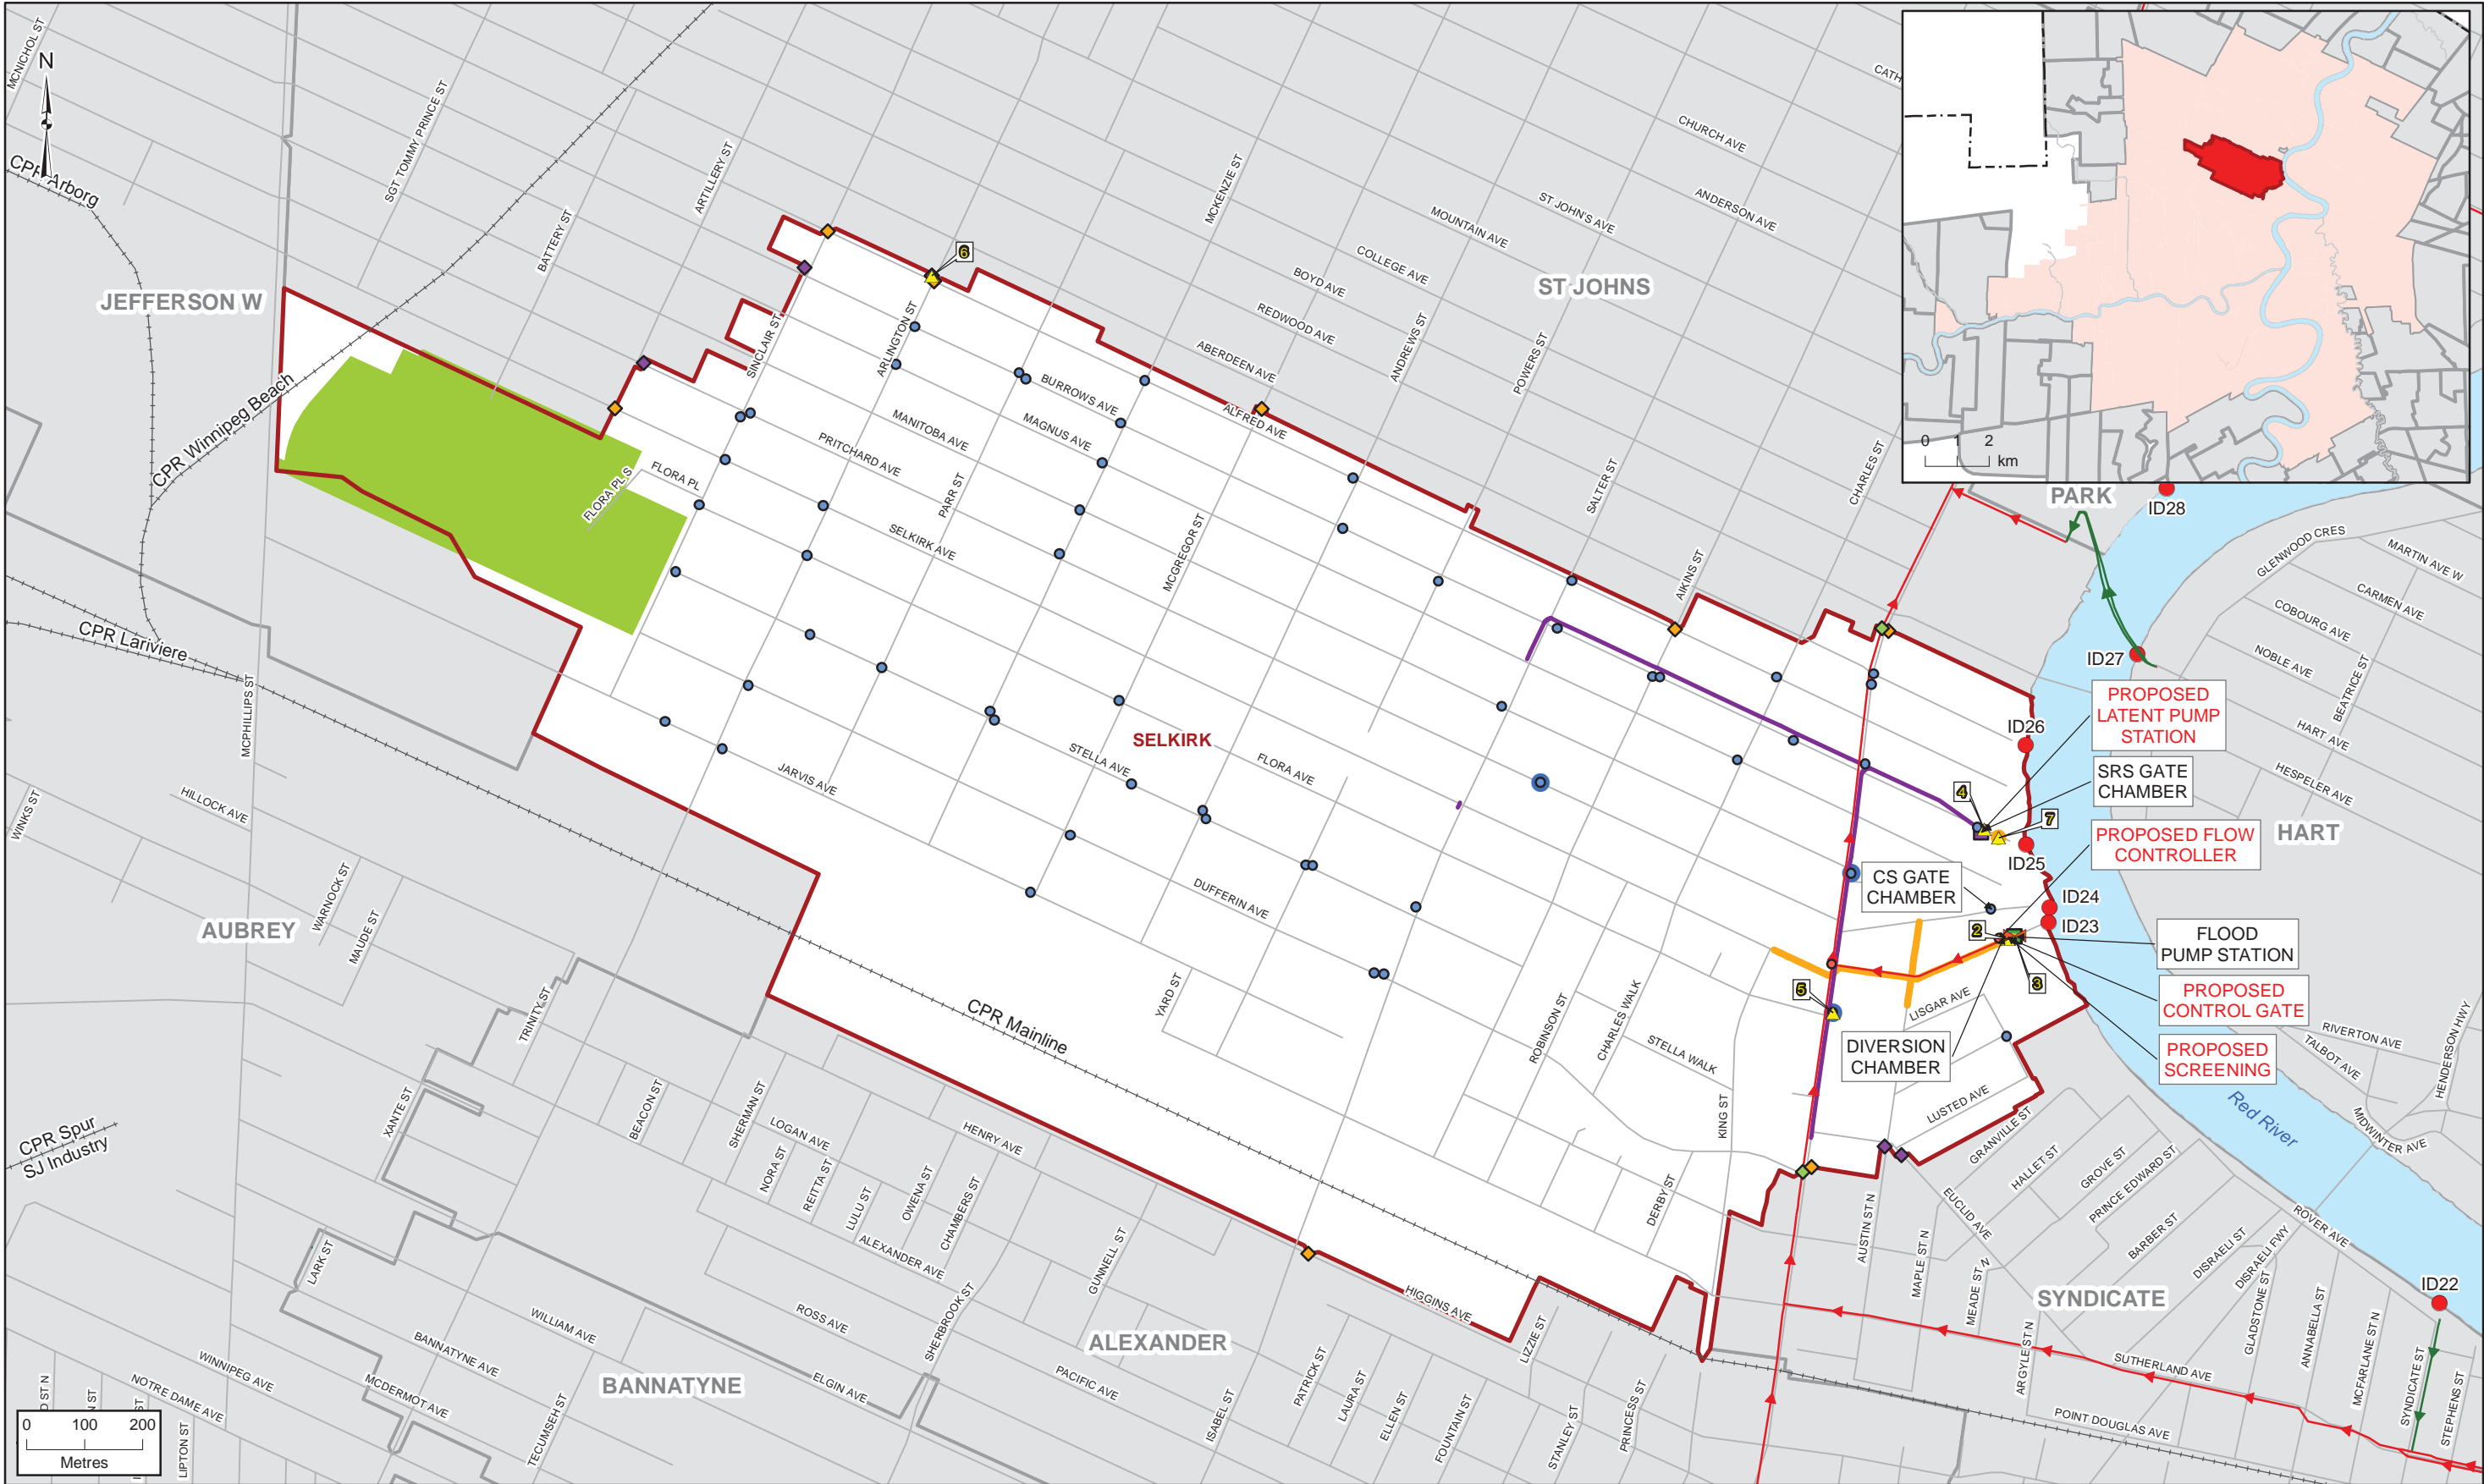 MCNICHOL ST
N
SGT TOMMY PRINCE ST
ARTILLERY ST
BATTERY ST
CPR Arborg
JEFFERSON W
CPR Winnipeg Beach
CPR Lariviere
MCPHILLIPS ST
MCKENZIE ST
MOUNTAIN AVE
ST JOHN'S AVE
CHURCH AVE
ANDERSON AVE
COLLEGE AVE
BOYD AVE
REDWOOD AVE
ABERDEEN AVE
ST JOHNS
0 1 2
km
6
SINCLAIR ST
ARLINGTON ST
BURROWS AVE
MAGNUS AVE
MANITOBA AVE
PRITCHARD AVE
ALFRED AVE
ANDREWS ST
POWERS ST
SALTER ST
CHARLES ST
AIKINS ST
FLORA PL S
FLORA PL
PARR ST
SELKIRK AVE
MCGREGOR ST
SELKIRK
STELLA AVE
FLORA AVE
JARVIS AVE
DUFFERIN AVE
YARD ST
ROBINSON ST
CHARLES WALK
STELLA WALK
KING ST
DERBY ST
CPR Mainline
HIGGINS AVE
PARK
ID28
ID27
ID26
ID25
ID24
ID23
ID22
GLENWOOD CRES
MARTIN AVE W
CARMEN AVE
COBOURG AVE
NOBLE AVE
BEATRICE ST
HART AVE
HESPELER AVE
HART
PROPOSED
LATENT PUMP
STATION
SRS GATE
CHAMBER
PROPOSED FLOW
CONTROLLER
4
7
CS GATE
CHAMBER
2
3
5
FLOOD
PUMP STATION
PROPOSED
CONTROL GATE
PROPOSED
SCREENING
DIVERSION
CHAMBER
LISGAR AVE
LUSTED AVE
GRANVILLE ST
Red River
RIVERTON AVE
TALBOT AVE
HENDERSON HWY
MIDWINTER AVE
HALLET ST
GROVE ST
PRINCE EDWARD ST
EUCLID AVE
BARBER ST
DISRAELI ST
DISRAELI FWY
ROVER AVE
AUSTIN ST N
MAPLE ST N
MEADE ST N
SYNDICATE
ARGYLE ST N
GLADSTONE ST
ANNABELLA ST
MCFARLANE ST N
SYNDICATE ST
STEPHENS ST
SUTHERLAND AVE
POINT DOUGLAS AVE
WINKS ST
HILLOCK AVE
WARNOCK ST
MAUDE ST
AUBREY
TRINITY ST
XANTE ST
BEACON ST
SHERMAN ST
LOGAN AVE
NORA ST
REITTA ST
LULU ST
OWENA ST
CHAMBERS ST
HENRY AVE
ALEXANDER AVE
GUNNELL ST
SHERBROOK ST
CPR Spur
SJ Industry
LARK ST
WILLIAM AVE
ROSS AVE
BANNATYNE AVE
BANNATYNE
ALEXANDER
ELGIN AVE
PACIFIC AVE
WINNIPEG AVE
NOTRE DAME AVE
MCDERMOT AVE
TECUMSEH ST
LIPTON ST
ISABEL ST
PATRICK ST
LAURA ST
ELLEN ST
FOUNTAIN ST
LIZZIE ST
STANLEY ST
PRINCESS ST
0 100 200
Metres